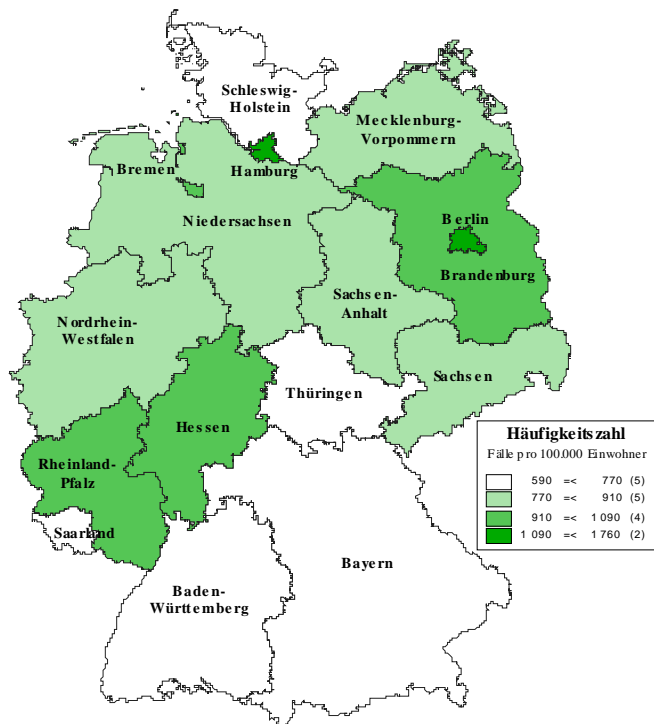 Schleswig-
Holstein
Mecklenburg-
Vorpommern
Bremen
Hamburg
Niedersachsen
Berlin
Brandenburg
Sachsen-
Anhalt
Nordrhein-
Westfalen
Thüringen
Sachsen
Hessen
Rheinland-
Pfalz
Saarland
Bayern
Baden-
Württemberg
Häufigkeitszahl
Fälle pro 100.000 Einwohner
590 =< 770 (5)
770 =< 910 (5)
910 =< 1 090 (4)
1 090 =< 1 760 (2)